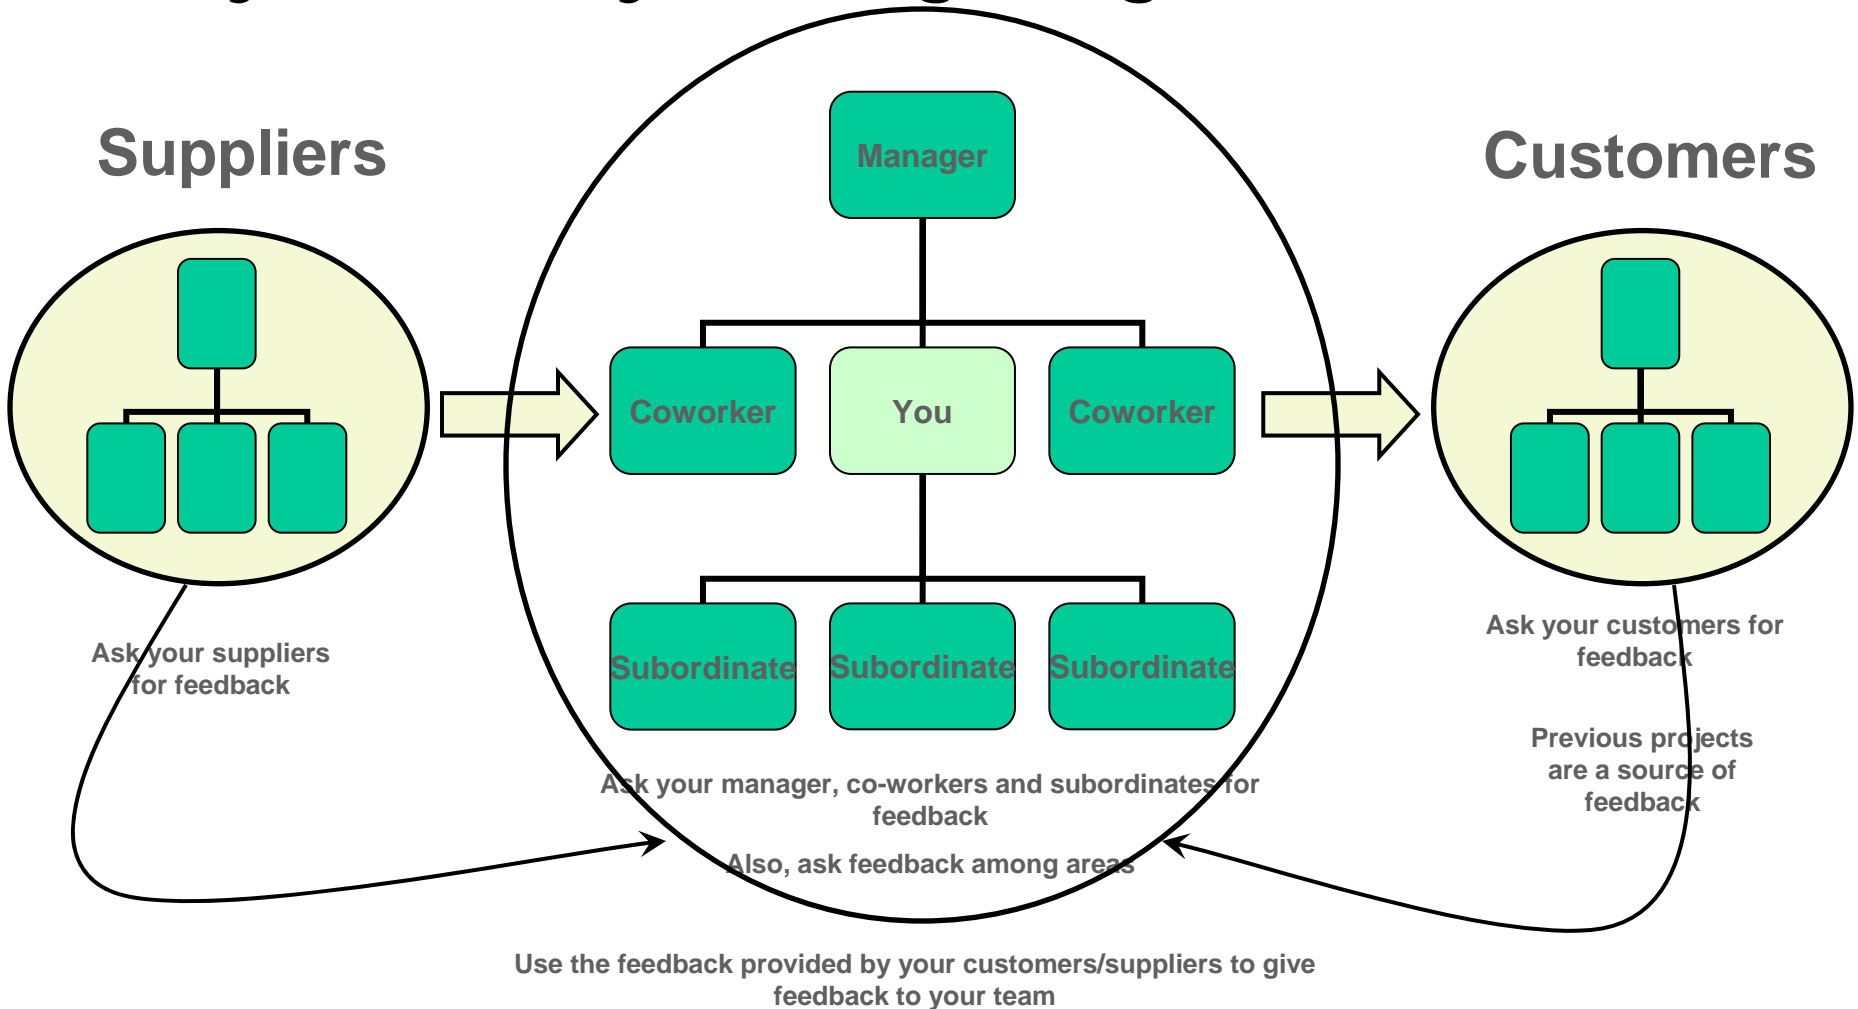 Suppliers
Customers
Manager
Coworker
You
Coworker
Subordinate
Subordinate
Subordinate
Ask your suppliers
for feedback
Ask your customers for
feedback
Previous projects
are a source of
feedback
Ask your manager, co-workers and subordinates for
feedback
Also, ask feedback among areas
Use the feedback provided by your customers/suppliers to give
feedback to your team